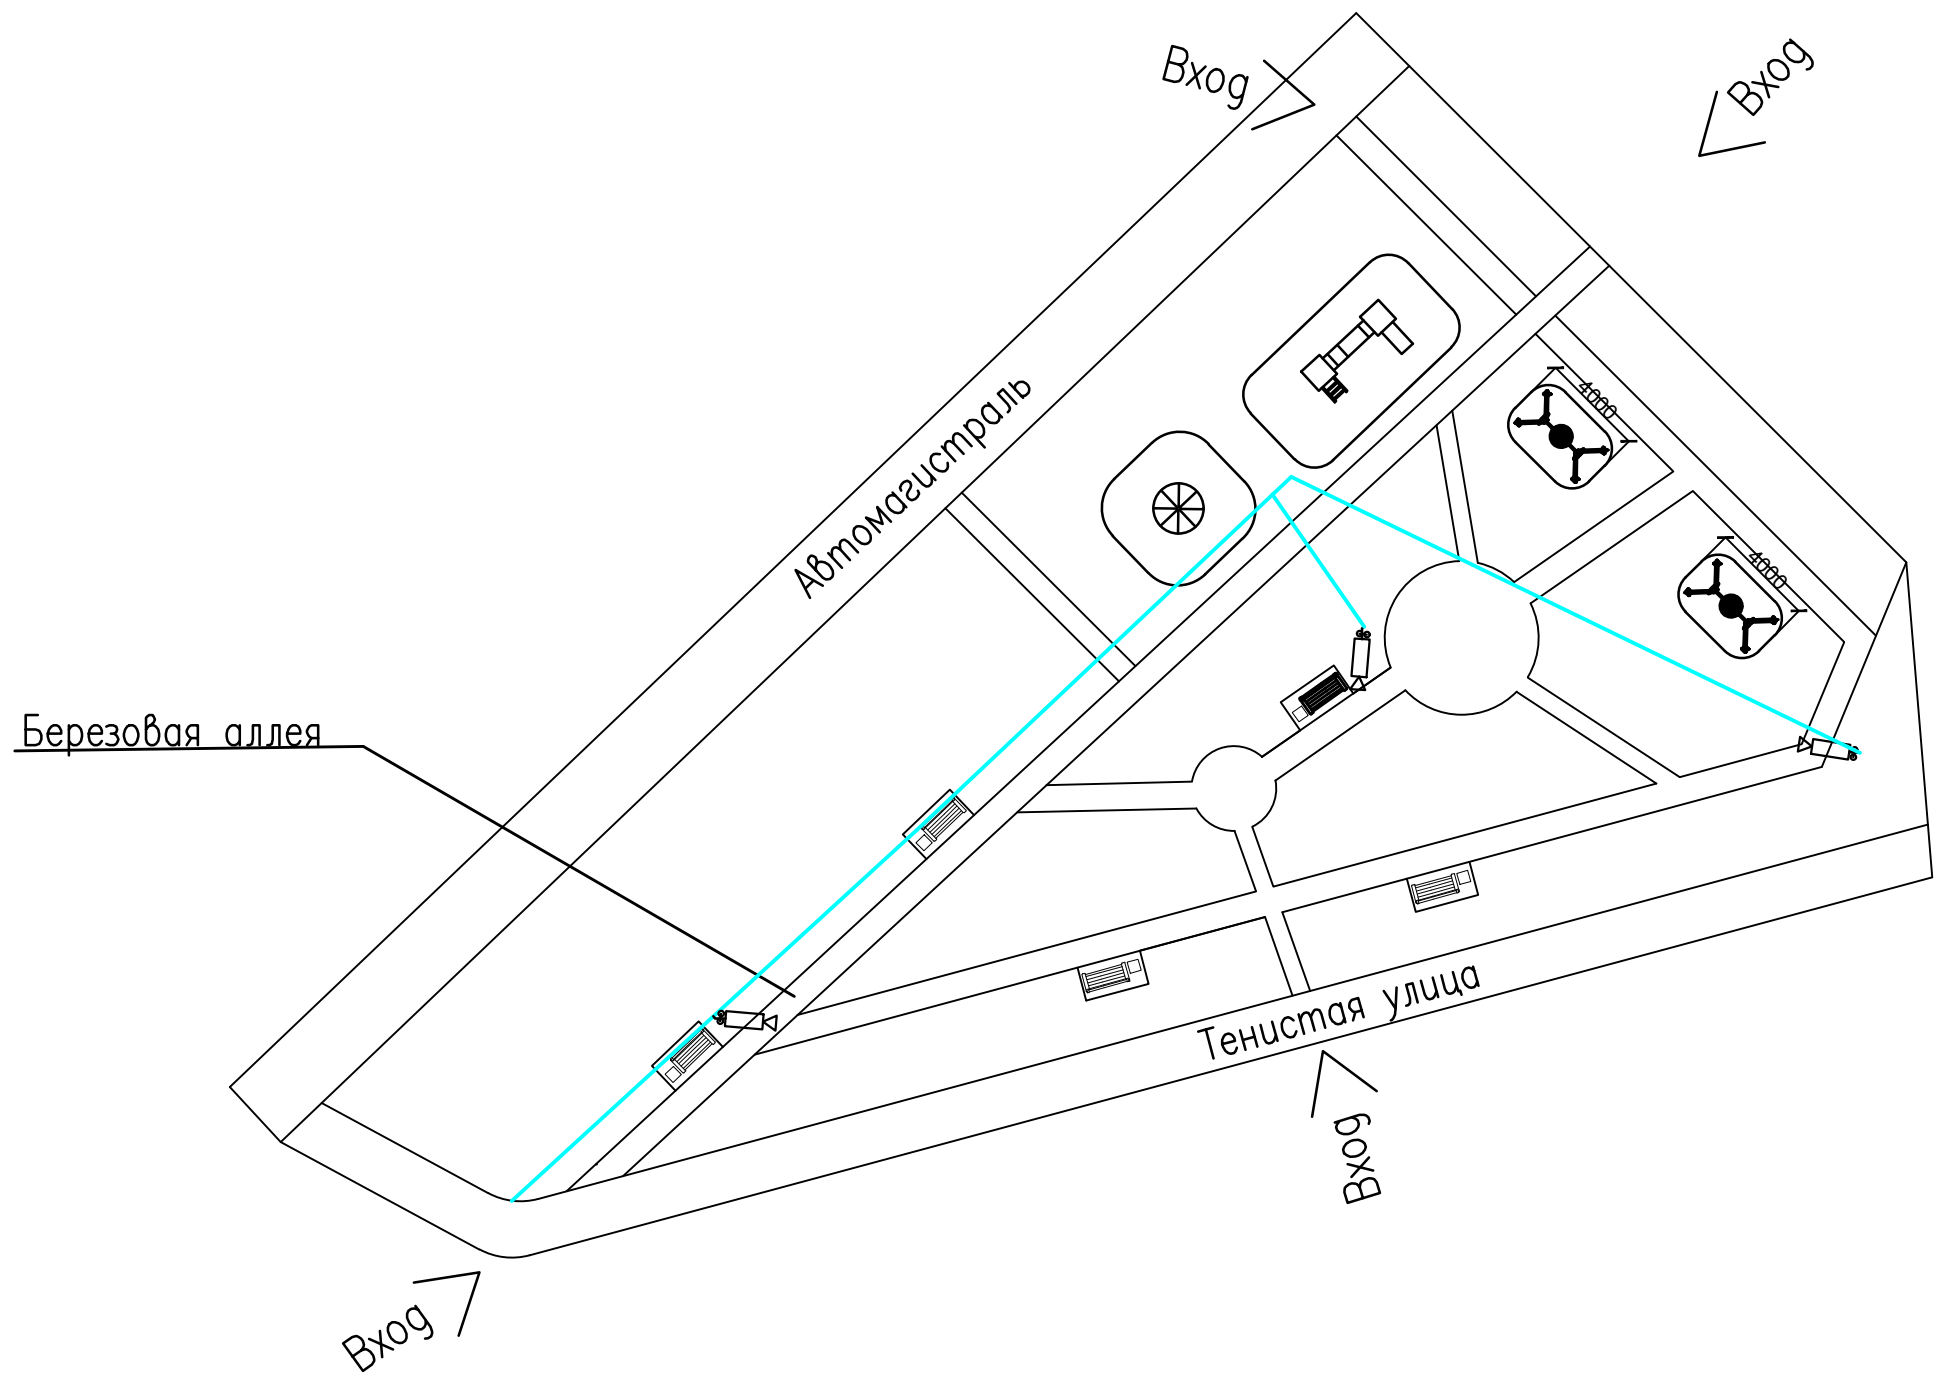 Вход
Вход
4000
Автомагистраль
4000
Березовая аллея
Тенистая улица
Вход
Вход